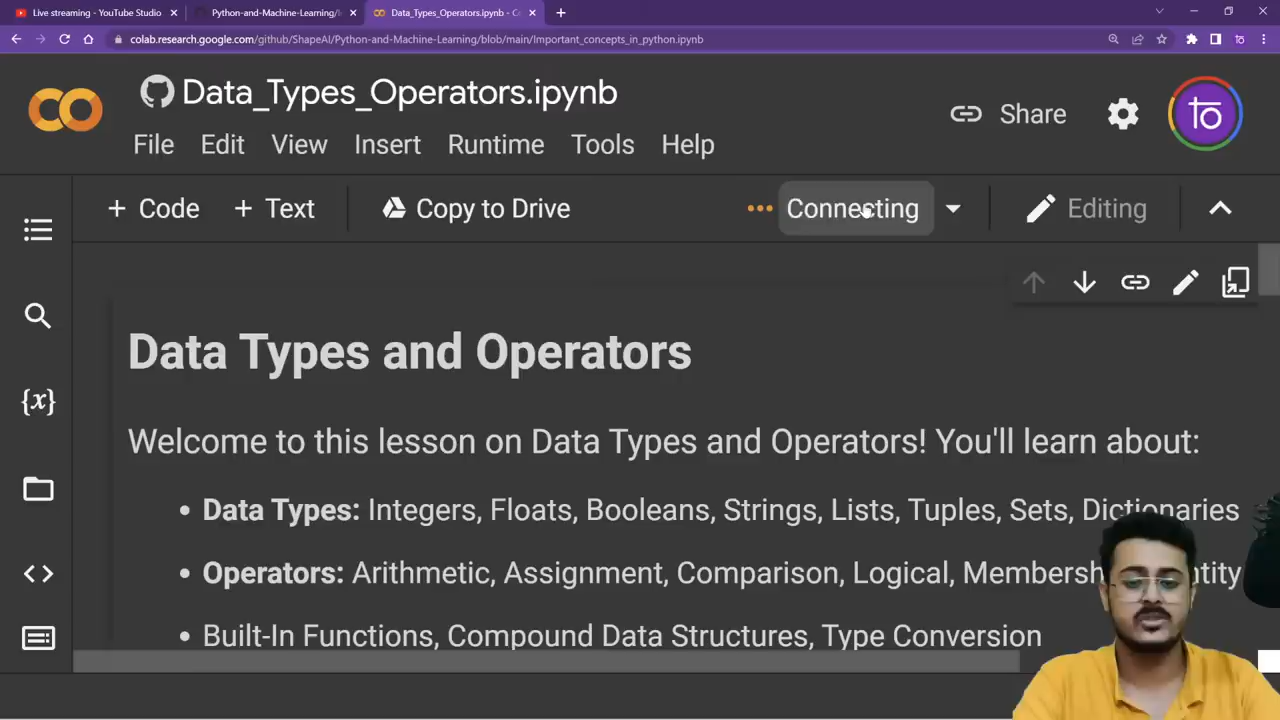 Live streaming - YouTube Studio
Python-and-Machine-Learning/
Data_Types_Operators.ipynb - C
colab.research.google.com/github/ShapeAI/Python-and-Machine-Learning/blob/main/Important_concepts_in_python.ipynb
Data_Types_Operators.ipynb
File Edit View Insert Runtime Tools Help
Share
to
+ Code + Text Copy to Drive
Connecting
Editing
{x}
Data Types and Operators
Welcome to this lesson on Data Types and Operators! You'll learn about:
• Data Types: Integers, Floats, Booleans, Strings, Lists, Tuples, Sets, Dictionaries
• Operators: Arithmetic, Assignment, Comparison, Logical,
• Built-In Functions, Compound Data Structures, Type Conversion